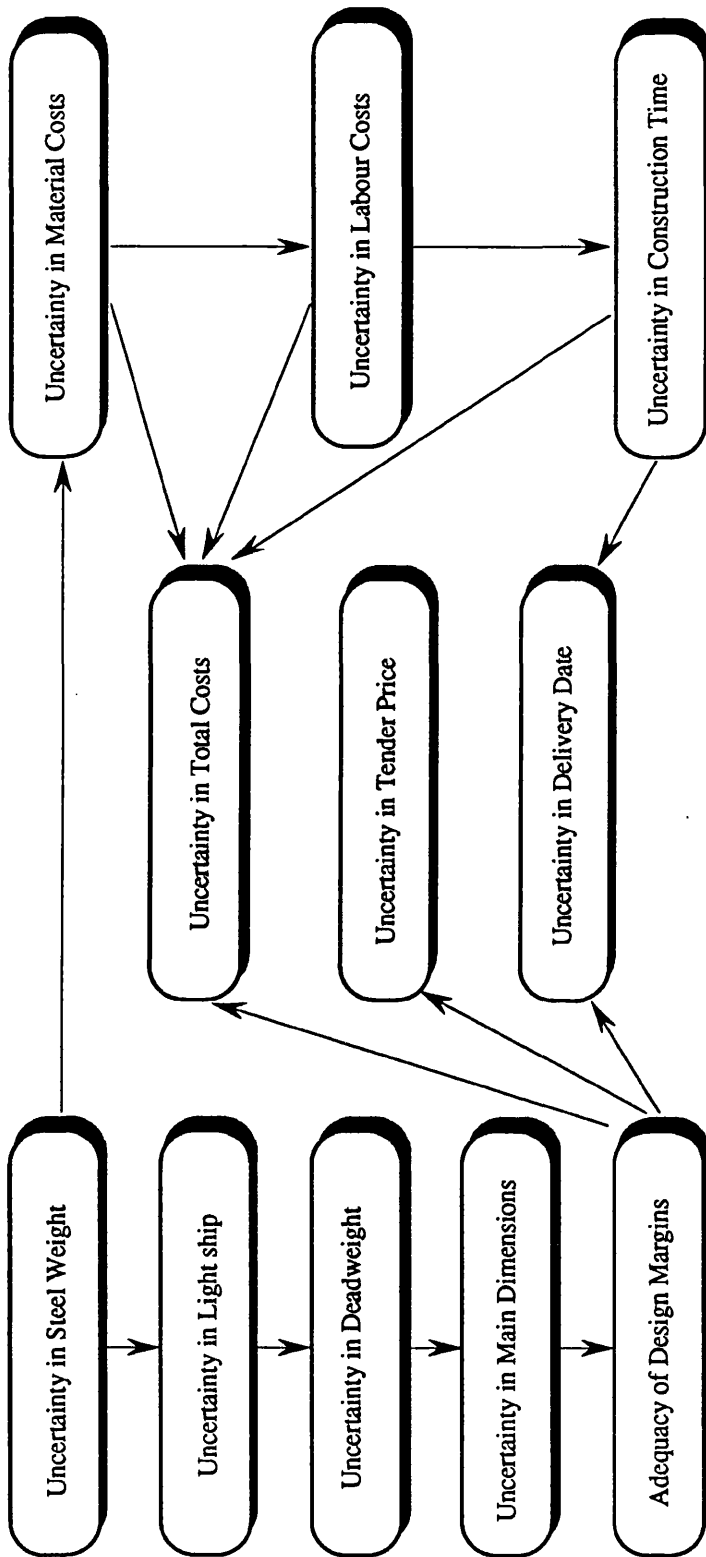 Uncertainty in Steel Weight
Uncertainty in Light ship
Uncertainty in Deadweight
Uncertainty in Main Dimensions
Adequacy of Design Margins
Uncertainty in Total Costs
Uncertainty in Tender Price
Uncertainty in Delivery Date
Uncertainty in Material Costs
Uncertainty in Labour Costs
Uncertainty in Construction Time